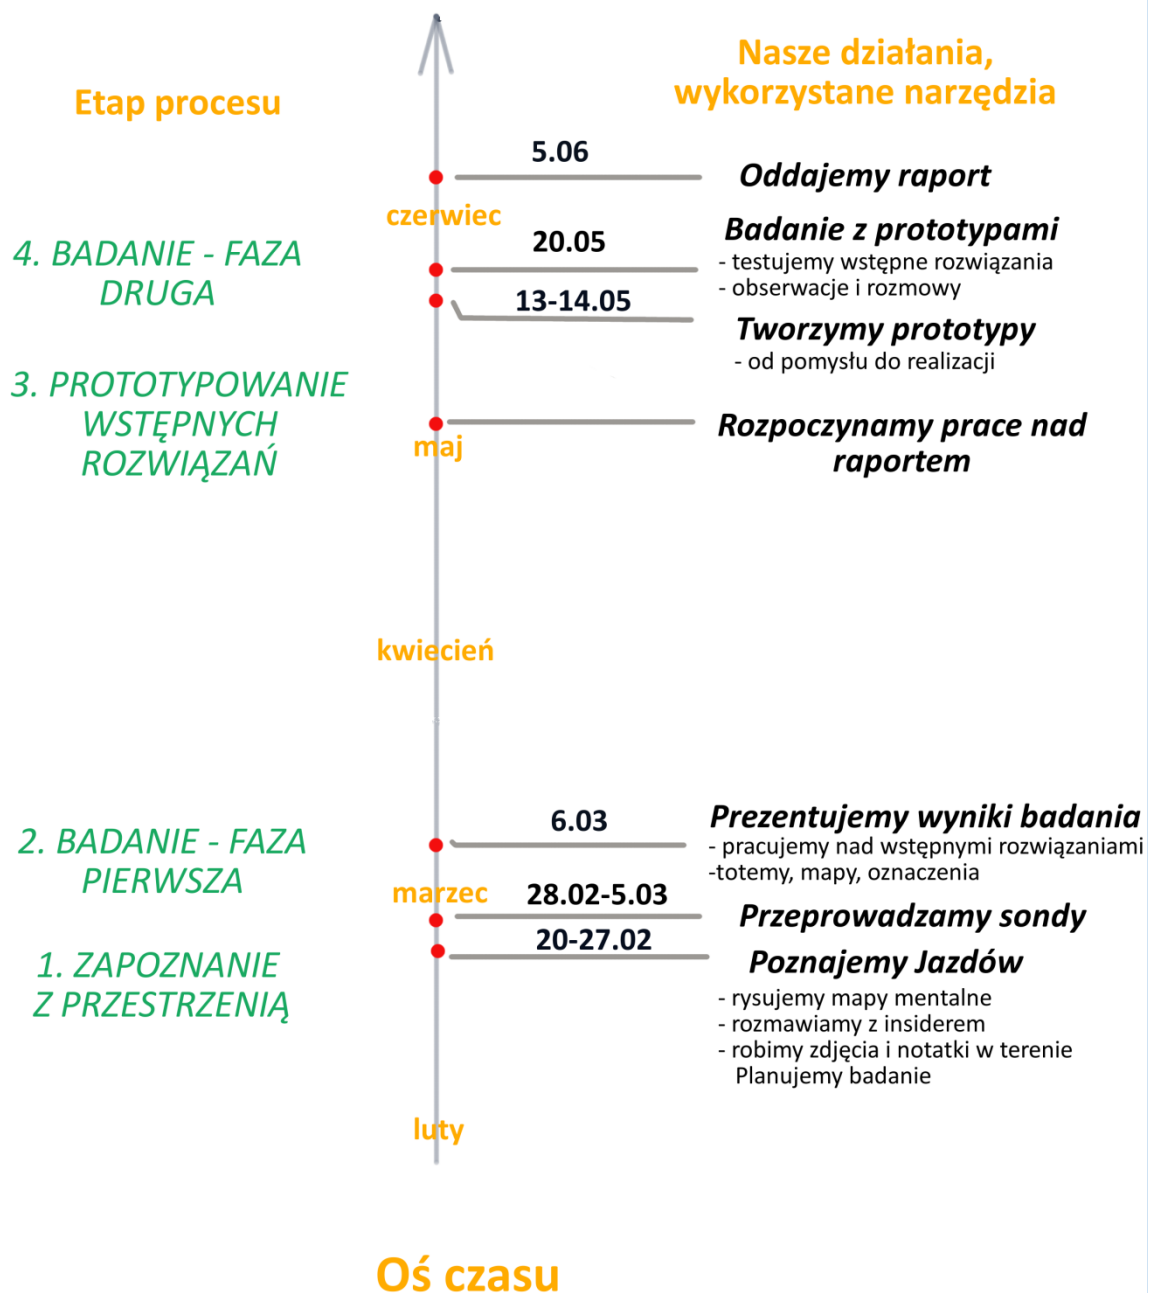 Nasze działania,
wykorzystane narzędzia
Etap procesu
5.06
Oddajemy raport
czerwiec
4. BADANIE - FAZA
DRUGA
20.05
Badanie z prototypami
- testujemy wstępne rozwiązania
- obserwacje i rozmowy
13-14.05
Tworzymy prototypy
- od pomysłu do realizacji
3. PROTOTYPOWANIE
WSTĘPNYCH
ROZWIĄZAŃ
maj
Rozpoczynamy prace nad
raportem
kwiecień
2. BADANIE - FAZA
PIERWSZA
6.03
Prezentujemy wyniki badania
- pracujemy nad wstępnymi rozwiązaniami
-totemy, mapy, oznaczenia
marzec
28.02-5.03
Przeprowadzamy sondy
1. ZAPOZNANIE
Z PRZESTRZENIĄ
20-27.02
Poznajemy Jazdów
- rysujemy mapy mentalne
- rozmawiamy z insiderem
- robimy zdjęcia i notatki w terenie
Planujemy badanie
luty
Oś czasu